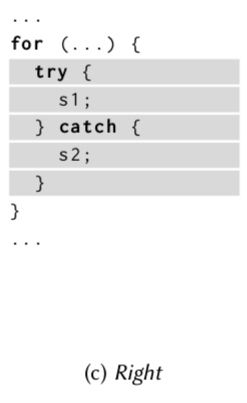 ...
for (...) {
  try {
    s1;
  } catch {
    s2;
  }
}
...
(c) Right